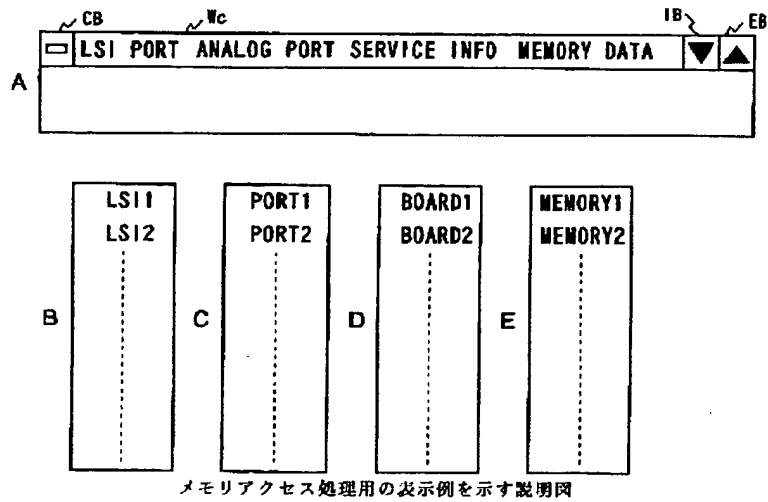 CB Wc IB EB
LSI PORT ANALOG PORT SERVICE INFO MEMORY DATA
A
LSI1 PORT1 BOARD1 MEMORY1
LSI2 PORT2 BOARD2 MEMORY2
B C D E
メモリアクセス処理用の表示例を示す説明図